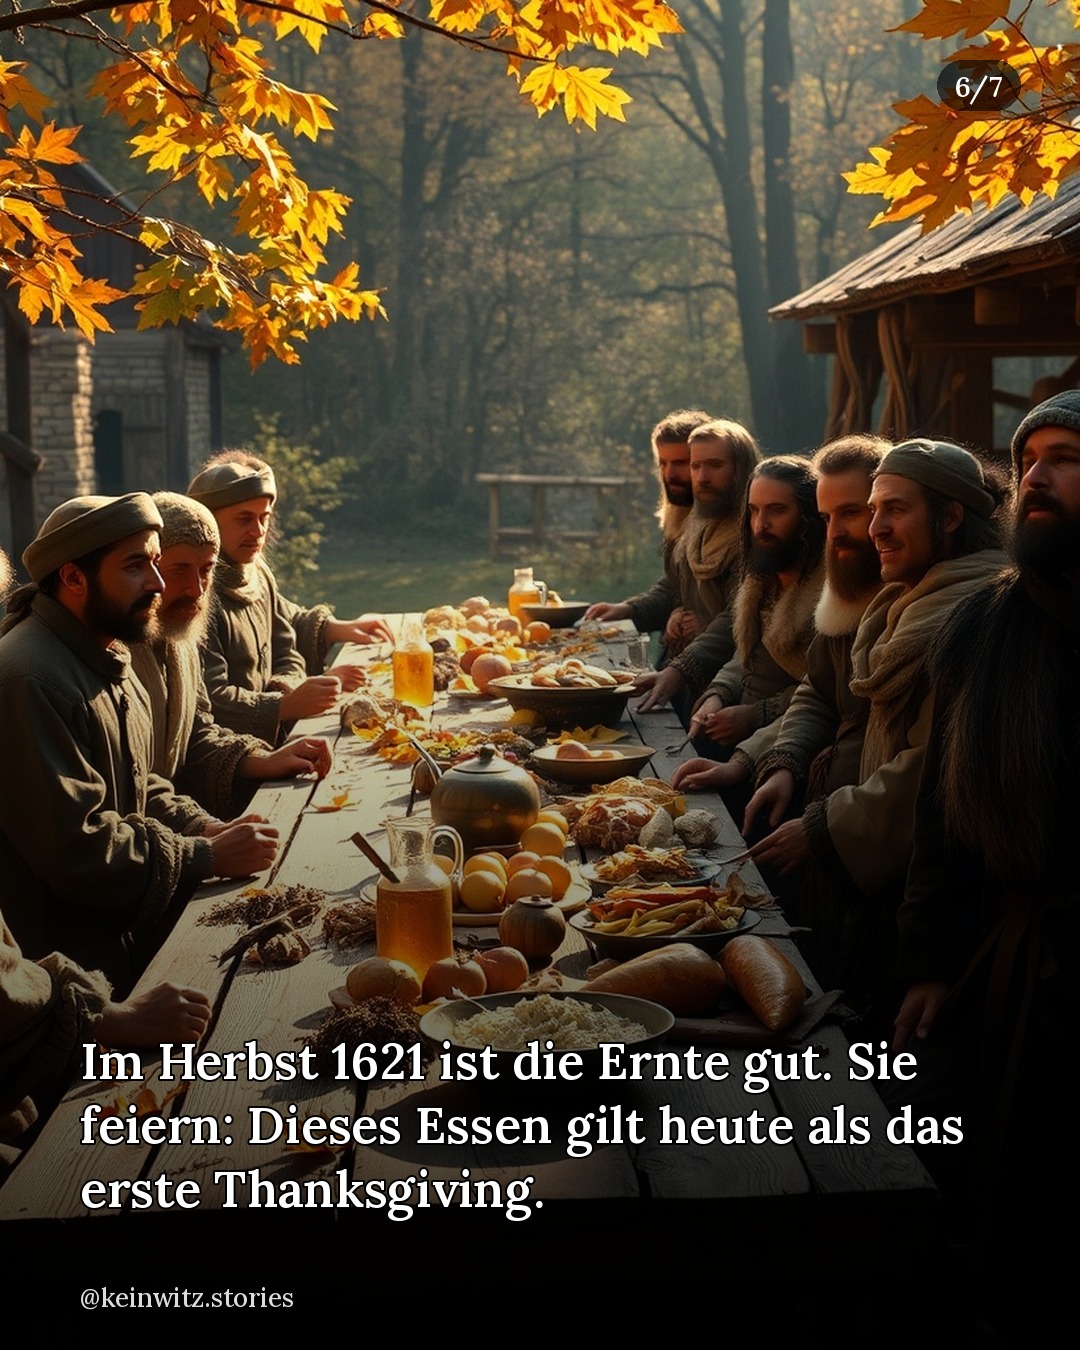 6/7
Im Herbst 1621 ist die Ernte gut. Sie
feiern: Dieses Essen gilt heute als das
erste Thanksgiving.
@keinwitz.stories